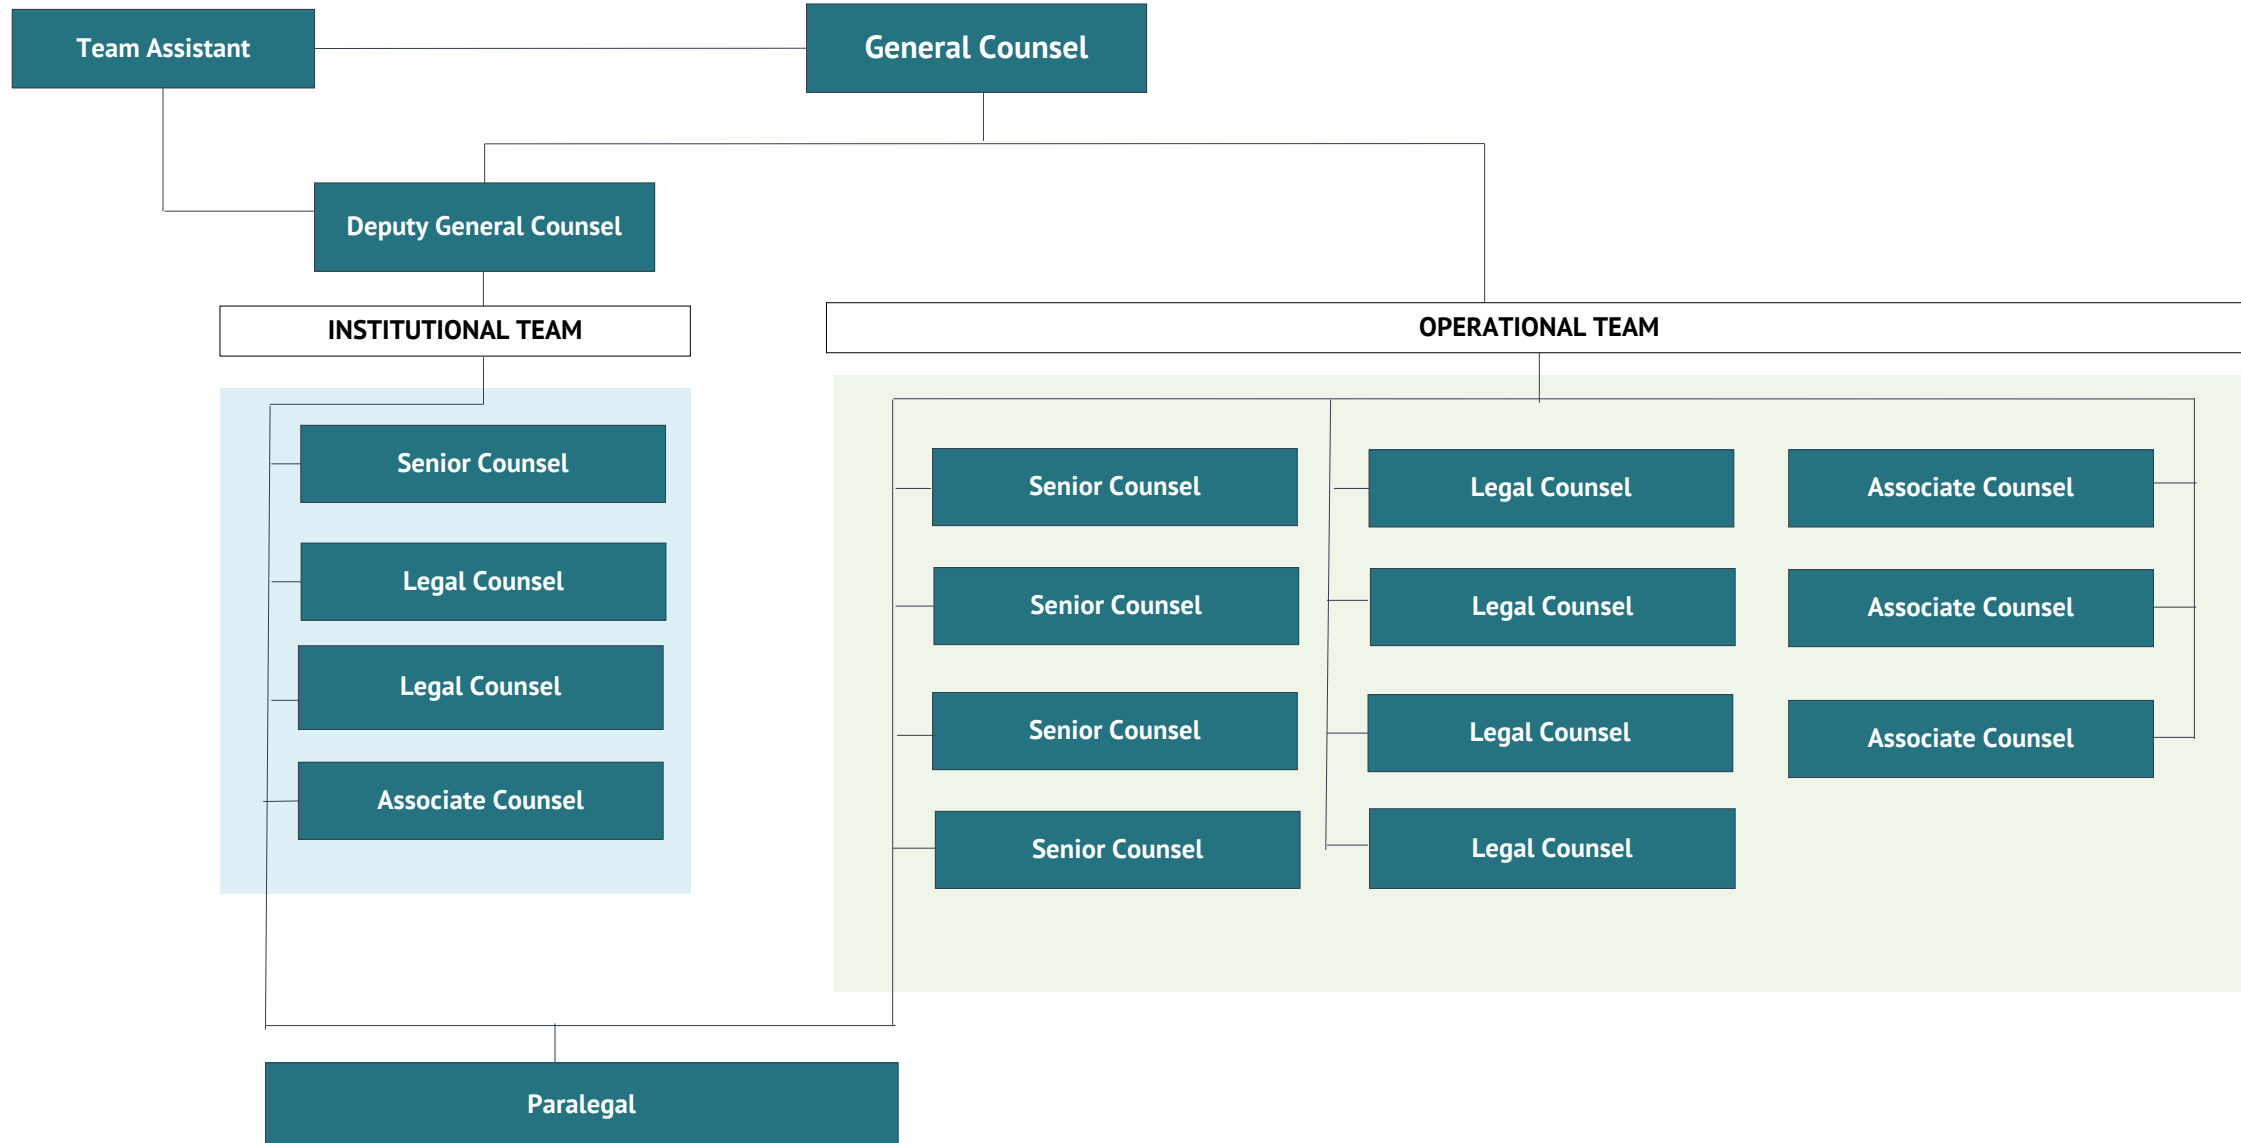 Team Assistant
General Counsel
Deputy General Counsel
INSTITUTIONAL TEAM
OPERATIONAL TEAM
Senior Counsel
Legal Counsel
Legal Counsel
Associate Counsel
Senior Counsel
Legal Counsel
Associate Counsel
Senior Counsel
Legal Counsel
Associate Counsel
Senior Counsel
Legal Counsel
Associate Counsel
Senior Counsel
Legal Counsel
Paralegal